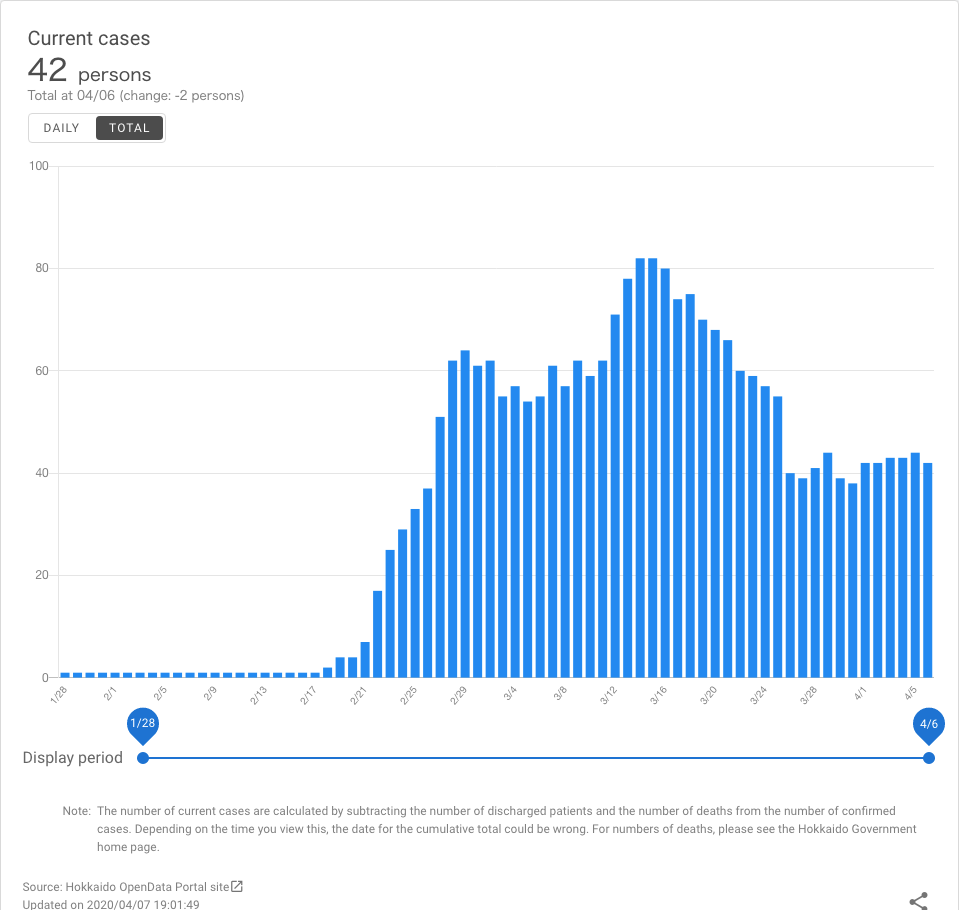 Current cases
42 persons
Total at 04/06 (change: -2 persons)
DAILY TOTAL
100
80
60
40
20
0
1/28 2/1 2/5 2/9 2/13 2/17 2/21 2/25 2/29 3/4 3/8 3/12 3/16 3/20 3/24 3/28 4/1 4/5
1/28 4/6
Display period
Note: The number of current cases are calculated by subtracting the number of discharged patients and the number of deaths from the number of confirmed
cases. Depending on the time you view this, the date for the cumulative total could be wrong. For numbers of deaths, please see the Hokkaido Government
home page.
Source: Hokkaido OpenData Portal site
Updated on 2020/04/07 19:01:49